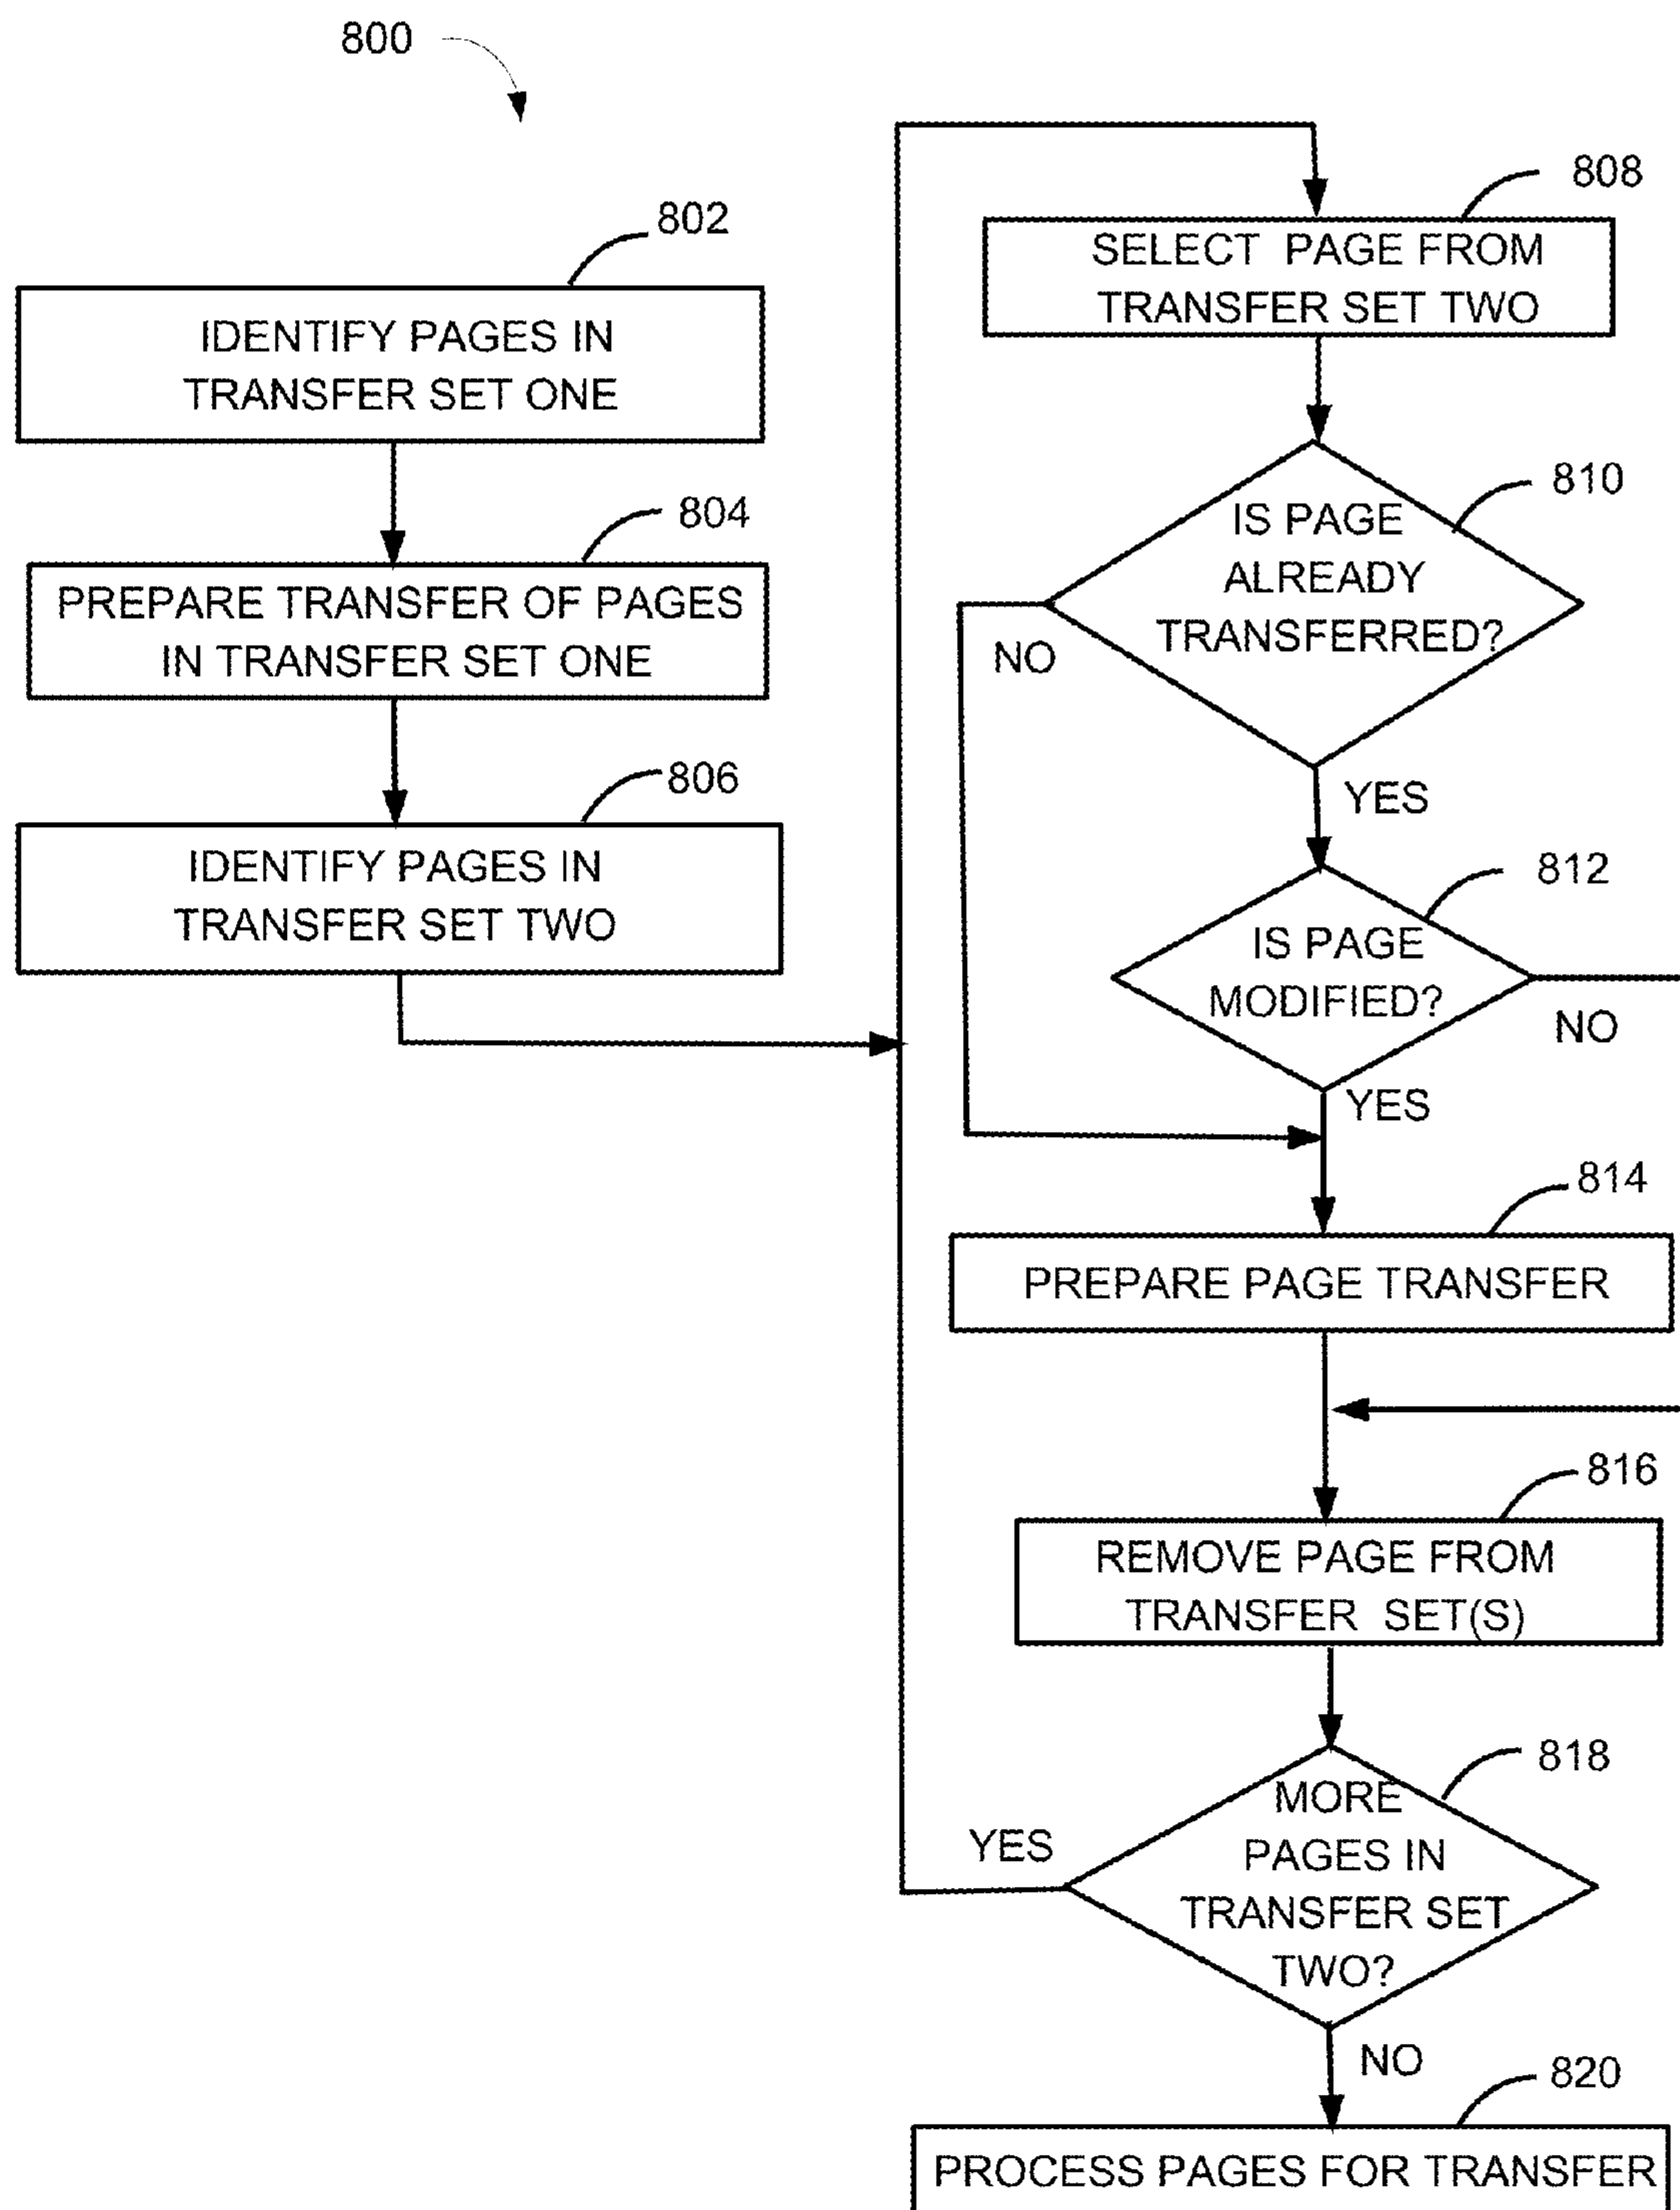 800
802
IDENTIFY PAGES IN
TRANSFER SET ONE
804
PREPARE TRANSFER OF PAGES
IN TRANSFER SET ONE
806
IDENTIFY PAGES IN
TRANSFER SET TWO
808
SELECT PAGE FROM
TRANSFER SET TWO
810
IS PAGE
ALREADY
TRANSFERRED?
NO
YES
812
IS PAGE
MODIFIED?
NO
YES
814
PREPARE PAGE TRANSFER
816
REMOVE PAGE FROM
TRANSFER SET(S)
818
MORE
PAGES IN
TRANSFER SET
TWO?
YES
NO
820
PROCESS PAGES FOR TRANSFER